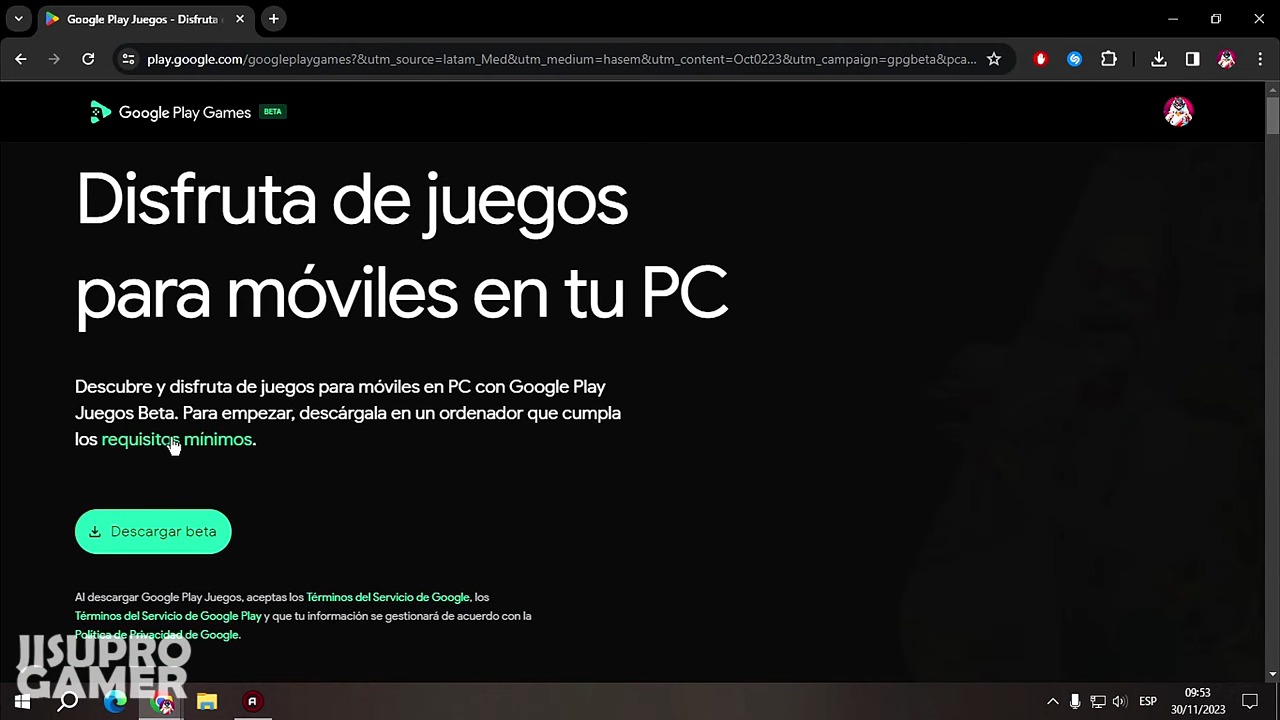 Google Play Juegos - Disfruta
play.google.com/googleplaygames?&utm_source=latam_Med&utm_medium=hasem&utm_content=Oct0223&utm_campaign=gpgbeta&pca...
Google Play Games BETA
Disfruta de juegos
para móviles en tu PC
Descubre y disfruta de juegos para móviles en PC con Google Play
Juegos Beta. Para empezar, descárgala en un ordenador que cumpla
los requisitos mínimos.
Descargar beta
Al descargar Google Play Juegos, aceptas los Términos del Servicio de Google, los
Términos del Servicio de Google Play y que tu información se gestionará de acuerdo con la
Política de Privacidad de Google.
JISUPRO
GAMER
ESP
09:53
30/11/2023